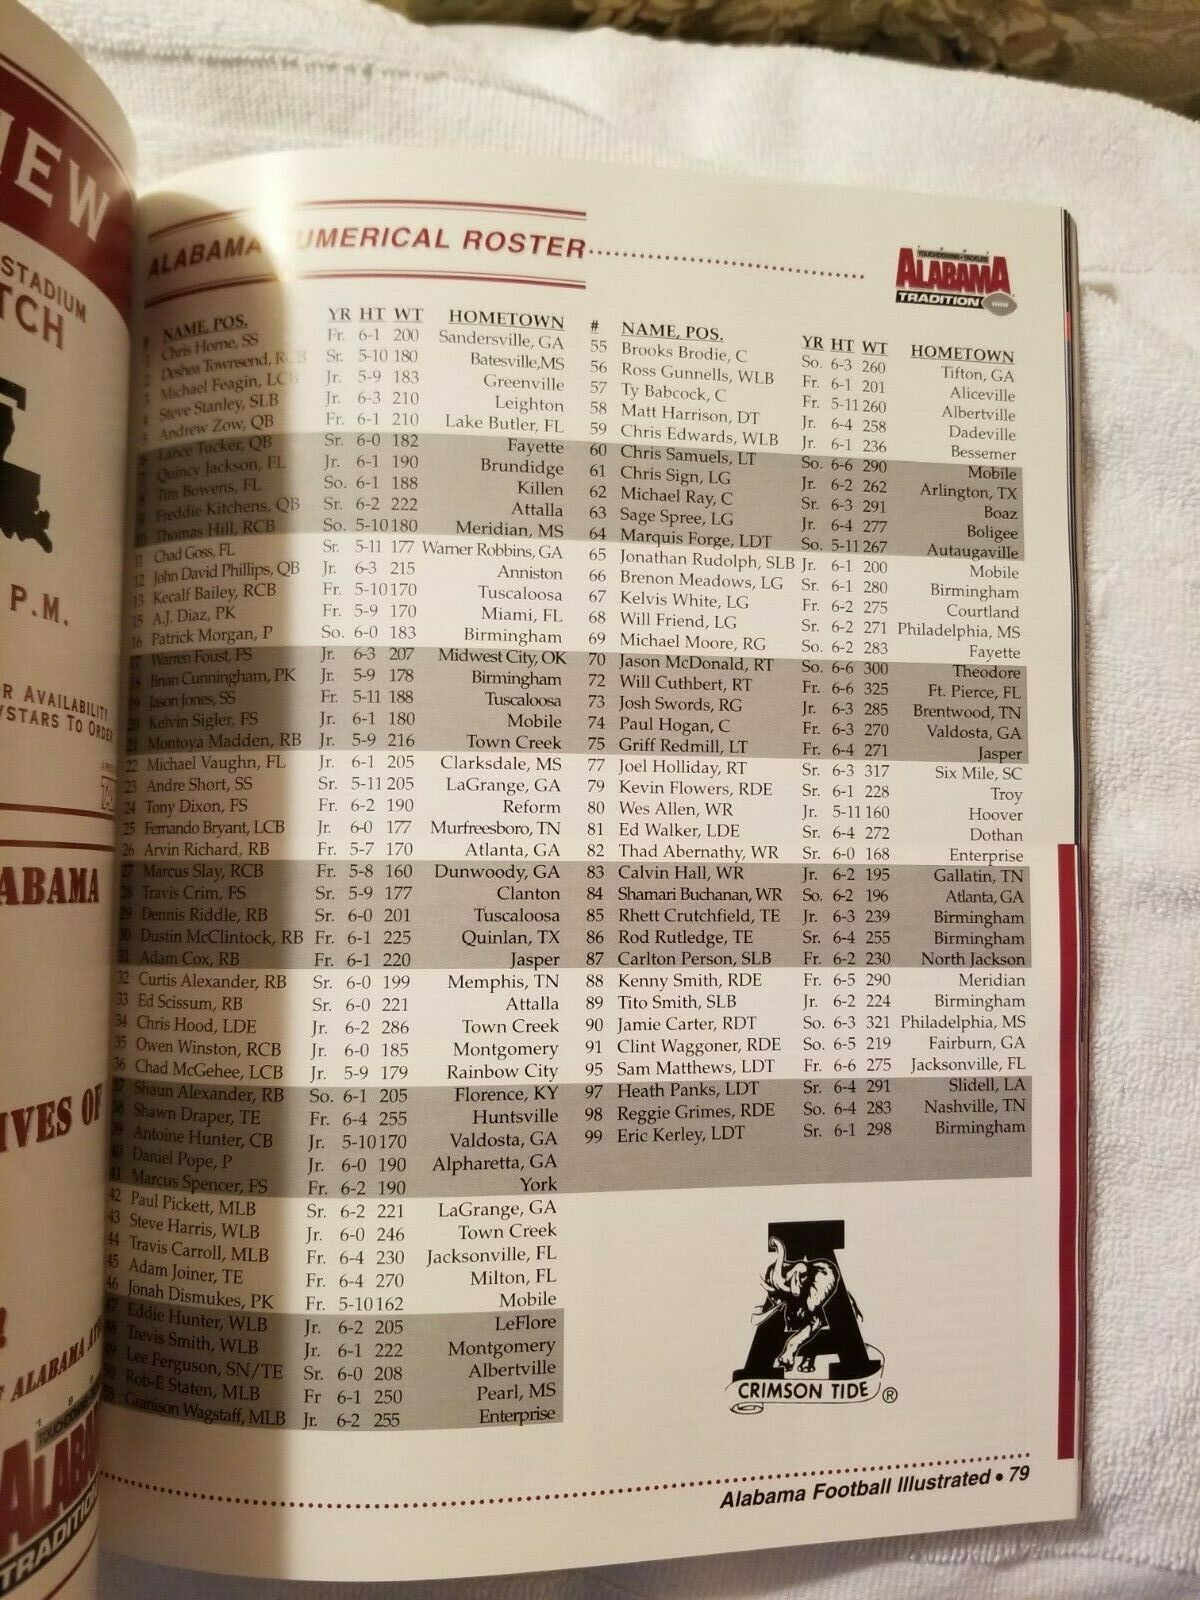 IEW
STADIUM
TCH
P.M.
R AVAILABILITY
YSTARS TO ORDER
ABAMA
IVES OF
!
ALABAMA
TRADITION
ALABAMA NUMERICAL ROSTER
TOUCHDOWNS • TACKLES
ALABAMA
TRADITION
# NAME, POS. YR HT WT HOMETOWN
1 Chris Horne, SS Fr. 6-1 200 Sandersville, GA
2 Deshea Townsend, RCB Sr. 5-10 180 Batesville,MS
3 Michael Feagin, LCB Jr. 5-9 183 Greenville
4 Steve Stanley, SLB Jr. 6-3 210 Leighton
5 Andrew Zow, QB Fr. 6-1 210 Lake Butler, FL
Lance Tucker, QB Sr. 6-0 182 Fayette
Quincy Jackson, FL Jr. 6-1 190 Brundidge
8 Tim Bowens, FL So. 6-1 188 Killen
9 Freddie Kitchens, QB Sr. 6-2 222 Attalla
10 Thomas Hill, RCB So. 5-10 180 Meridian, MS
11 Chad Goss, FL Sr. 5-11 177 Warner Robbins, GA
12 John David Phillips, QB Jr. 6-3 215 Anniston
13 Kecalf Bailey, RCB Fr. 5-10 170 Tuscaloosa
15 A.J. Diaz, PK Fr. 5-9 170 Miami, FL
16 Patrick Morgan, P So. 6-0 183 Birmingham
17 Warren Foust, FS Jr. 6-3 207 Midwest City, OK
18 Brian Cunningham, PK Jr. 5-9 178 Birmingham
19 Jason Jones, SS Fr. 5-11 188 Tuscaloosa
20 Kelvin Sigler, FS Jr. 6-1 180 Mobile
21 Montoya Madden, RB Jr. 5-9 216 Town Creek
22 Michael Vaughn, FL Jr. 6-1 205 Clarksdale, MS
23 Andre Short, SS Sr. 5-11 205 LaGrange, GA
24 Tony Dixon, FS Fr. 6-2 190 Reform
25 Fernando Bryant, LCB Jr. 6-0 177 Murfreesboro, TN
26 Arvin Richard, RB Fr. 5-7 170 Atlanta, GA
27 Marcus Slay, RCB Fr. 5-8 160 Dunwoody, GA
28 Travis Crim, FS Sr. 5-9 177 Clanton
29 Dennis Riddle, RB Sr. 6-0 201 Tuscaloosa
30 Dustin McClintock, RB Fr. 6-1 225 Quinlan, TX
31 Adam Cox, RB Fr. 6-1 220 Jasper
32 Curtis Alexander, RB Sr. 6-0 199 Memphis, TN
33 Ed Scissum, RB Sr. 6-0 221 Attalla
34 Chris Hood, LDE Jr. 6-2 286 Town Creek
35 Owen Winston, RCB Jr. 6-0 185 Montgomery
36 Chad McGehee, LCB Jr. 5-9 179 Rainbow City
37 Shaun Alexander, RB So. 6-1 205 Florence, KY
38 Shawn Draper, TE Fr. 6-4 255 Huntsville
39 Antoine Hunter, CB Jr. 5-10 170 Valdosta, GA
40 Daniel Pope, P Jr. 6-0 190 Alpharetta, GA
41 Marcus Spencer, FS Fr. 6-2 190 York
42 Paul Pickett, MLB Sr. 6-2 221 LaGrange, GA
43 Steve Harris, WLB Jr. 6-0 246 Town Creek
44 Travis Carroll, MLB Fr. 6-4 230 Jacksonville, FL
45 Adam Joiner, TE Fr. 6-4 270 Milton, FL
46 Jonah Dismukes, PK Fr. 5-10 162 Mobile
47 Eddie Hunter, WLB Jr. 6-2 205 LeFlore
48 Trevis Smith, WLB Jr. 6-1 222 Montgomery
49 Lee Ferguson, SN/TE Sr. 6-0 208 Albertville
50 Rob-E Staten, MLB Fr 6-1 250 Pearl, MS
Granison Wagstaff, MLB Jr. 6-2 255 Enterprise
# NAME, POS. YR HT WT HOMETOWN
55 Brooks Brodie, C So. 6-3 260 Tifton, GA
56 Ross Gunnells, WLB Fr. 6-1 201 Aliceville
57 Ty Babcock, C Fr. 5-11 260 Albertville
58 Matt Harrison, DT Jr. 6-4 258 Dadeville
59 Chris Edwards, WLB Jr. 6-1 236 Bessemer
60 Chris Samuels, LT So. 6-6 290 Mobile
61 Chris Sign, LG Jr. 6-2 262 Arlington, TX
62 Michael Ray, C Sr. 6-3 291 Boaz
63 Sage Spree, LG Jr. 6-4 277 Boligee
64 Marquis Forge, LDT So. 5-11 267 Autaugaville
65 Jonathan Rudolph, SLB Jr. 6-1 200 Mobile
66 Brenon Meadows, LG Sr. 6-1 280 Birmingham
67 Kelvis White, LG Fr. 6-2 275 Courtland
68 Will Friend, LG Sr. 6-2 271 Philadelphia, MS
69 Michael Moore, RG So. 6-2 283 Fayette
70 Jason McDonald, RT So. 6-6 300 Theodore
72 Will Cuthbert, RT Fr. 6-6 325 Ft. Pierce, FL
73 Josh Swords, RG Jr. 6-3 285 Brentwood, TN
74 Paul Hogan, C Fr. 6-3 270 Valdosta, GA
75 Griff Redmill, LT Fr. 6-4 271 Jasper
77 Joel Holliday, RT Sr. 6-3 317 Six Mile, SC
79 Kevin Flowers, RDE Sr. 6-1 228 Troy
80 Wes Allen, WR Jr. 5-11 160 Hoover
81 Ed Walker, LDE Sr. 6-4 272 Dothan
82 Thad Abernathy, WR Sr. 6-0 168 Enterprise
83 Calvin Hall, WR Jr. 6-2 195 Gallatin, TN
84 Shamari Buchanan, WR So. 6-2 196 Atlanta, GA
85 Rhett Crutchfield, TE Jr. 6-3 239 Birmingham
86 Rod Rutledge, TE Sr. 6-4 255 Birmingham
87 Carlton Person, SLB Fr. 6-2 230 North Jackson
88 Kenny Smith, RDE Fr. 6-5 290 Meridian
89 Tito Smith, SLB Jr. 6-2 224 Birmingham
90 Jamie Carter, RDT So. 6-3 321 Philadelphia, MS
91 Clint Waggoner, RDE So. 6-5 219 Fairburn, GA
95 Sam Matthews, LDT Fr. 6-6 275 Jacksonville, FL
97 Heath Panks, LDT Sr. 6-4 291 Slidell, LA
98 Reggie Grimes, RDE So. 6-4 283 Nashville, TN
99 Eric Kerley, LDT Sr. 6-1 298 Birmingham
A
CRIMSON TIDE ®
Alabama Football Illustrated • 79